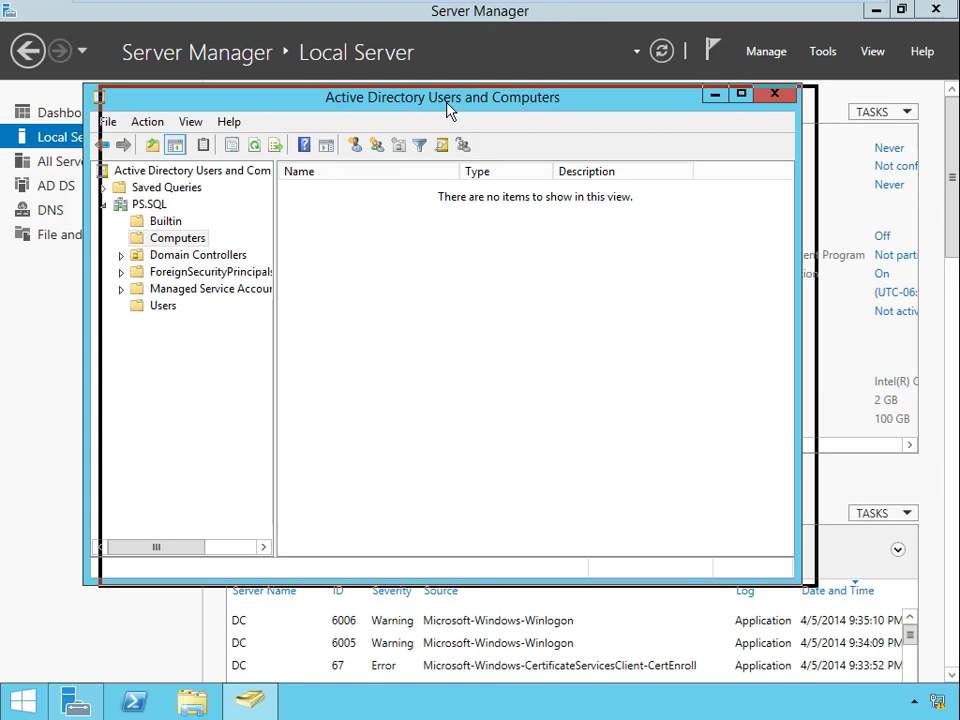 Server Manager
Server Manager ‣ Local Server
Manage Tools View Help
Active Directory Users and Computers
File Action View Help
Active Directory Users and Com
Saved Queries
PS.SQL
Builtin
Computers
Domain Controllers
ForeignSecurityPrincipals
Managed Service Accour
Users
Name Type Description
There are no items to show in this view.
Dashbo
Local Se
All Serve
AD DS
DNS
File and
TASKS
Never
Not conf
Never
Off
ent Program Not parti
On
(UTC-06:
Not activ
Intel(R) C
2 GB
100 GB
TASKS
Server Name ID Severity Source Log Date and Time
DC 6006 Warning Microsoft-Windows-Winlogon Application 4/5/2014 9:35:10 PM
DC 6005 Warning Microsoft-Windows-Winlogon Application 4/5/2014 9:34:09 PM
DC 67 Error Microsoft-Windows-CertificateServicesClient-CertEnroll Application 4/5/2014 9:33:52 PM